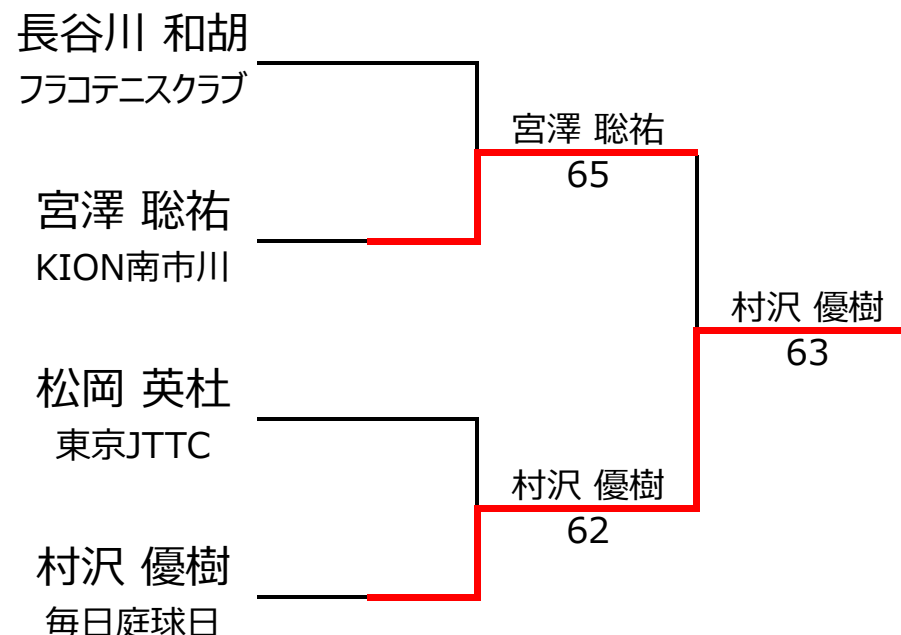 長谷川 和胡
フラコテニスクラブ
宮澤 聡祐
65
宮澤 聡祐
KION南市川
村沢 優樹
63
松岡 英杜
東京JTTC
村沢 優樹
62
村沢 優樹
毎日庭球日